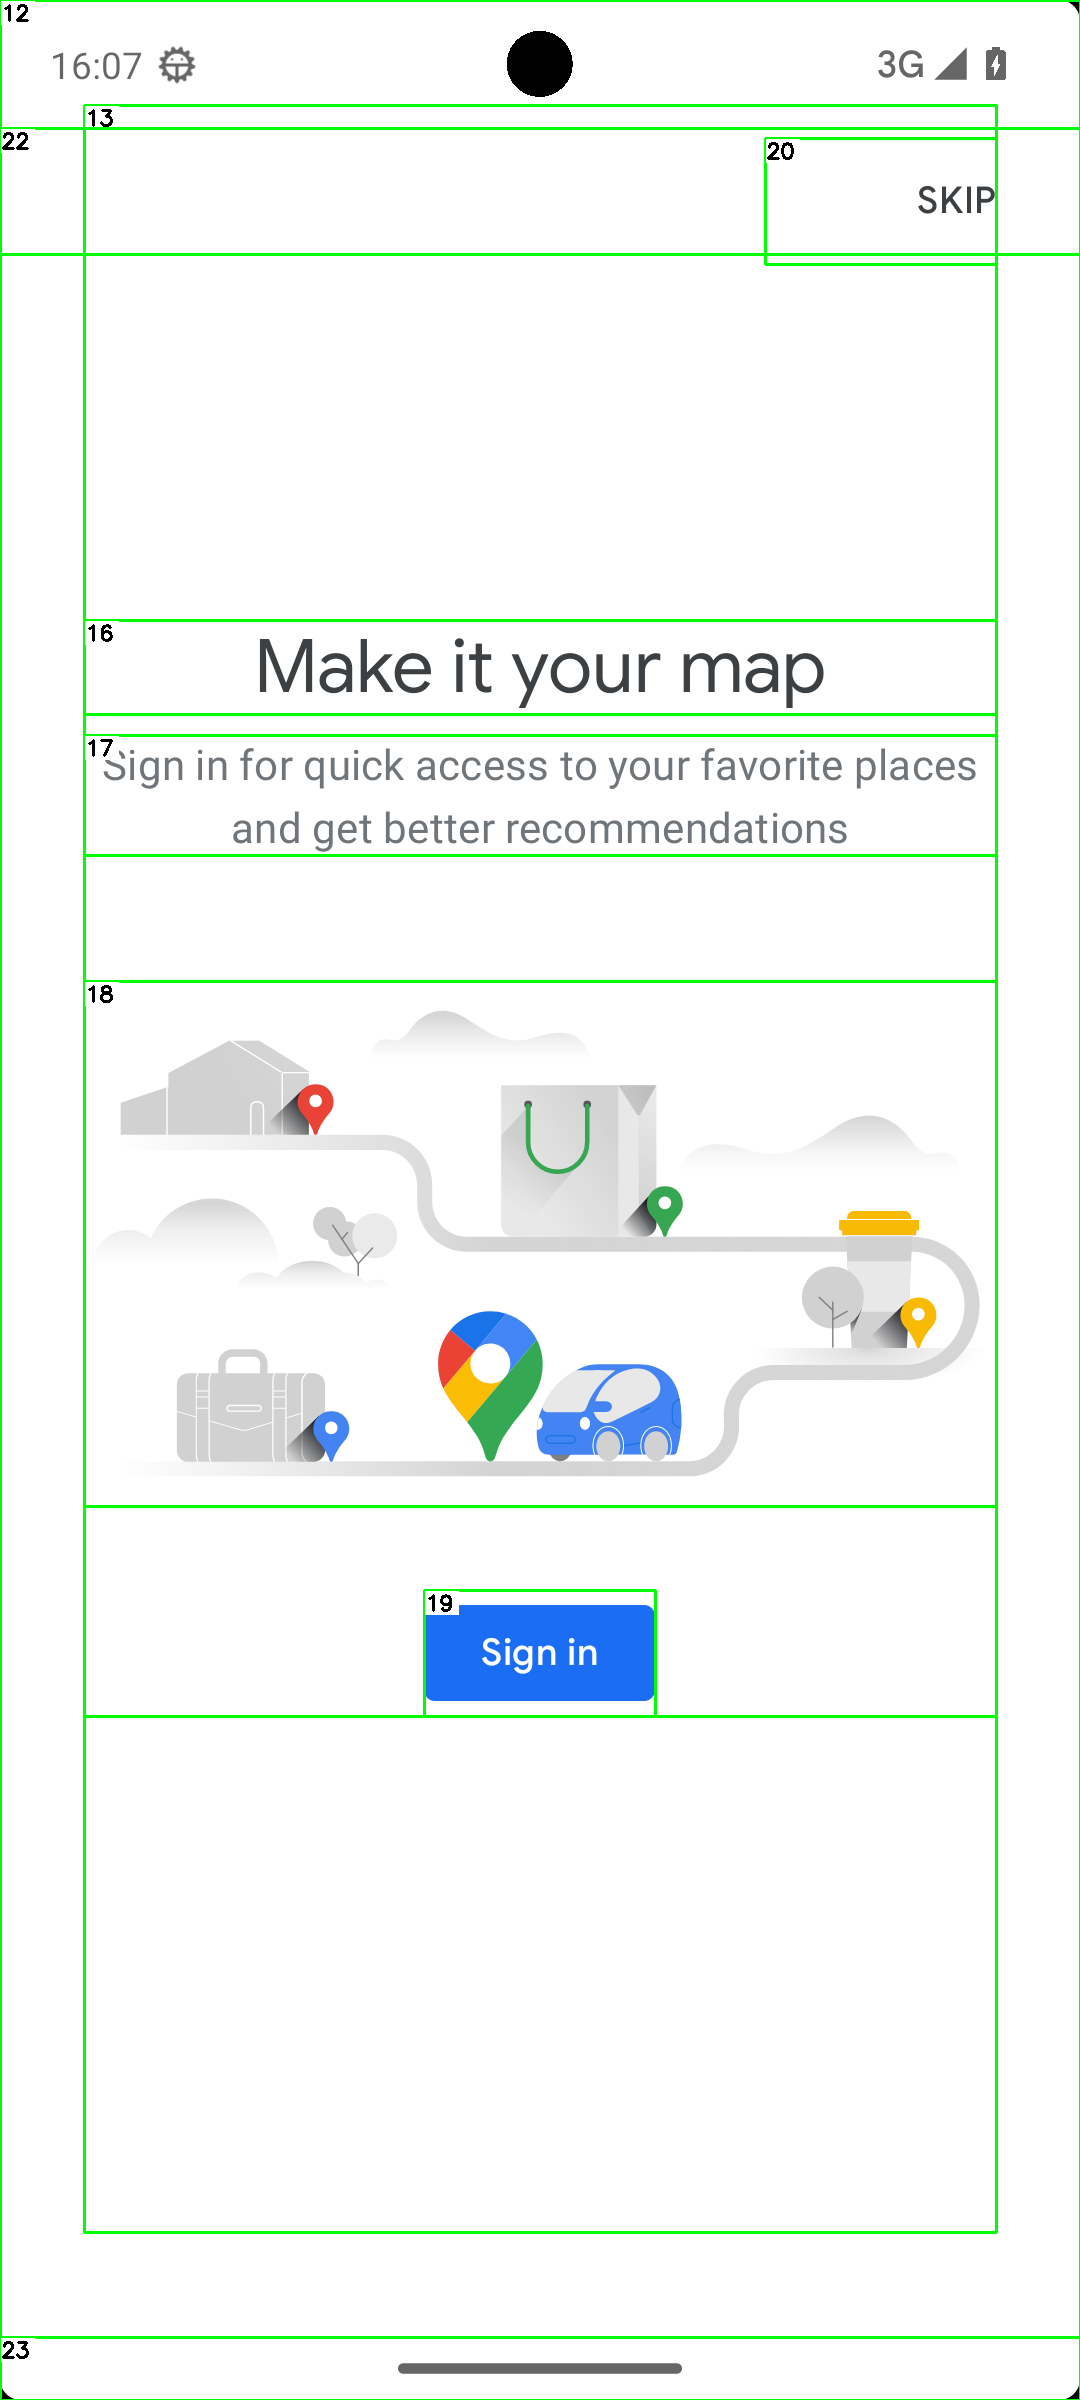 12
16:07
3G
13
22
20
SKIP
16
Make it your map
17
Sign in for quick access to your favorite places
and get better recommendations
18
19
Sign in
23